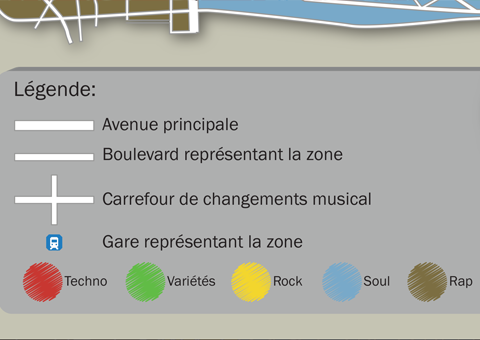 Légende:
Avenue principale
Boulevard représentant la zone
Carrefour de changements musical
Gare représentant la zone
Techno Variétés Rock Soul Rap